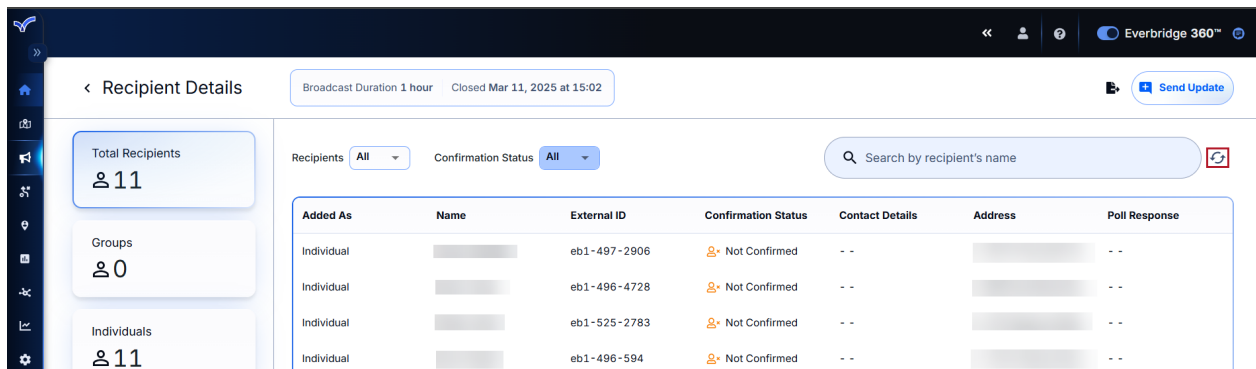 Everbridge 360™
Recipient Details
Broadcast Duration 1 hour Closed Mar 11, 2025 at 15:02
Send Update
Total Recipients
11
Groups
0
Individuals
11
Recipients All Confirmation Status All
Search by recipient's name
Added As Name External ID Confirmation Status Contact Details Address Poll Response
Individual eb1-497-2906 Not Confirmed - - - -
Individual eb1-496-4728 Not Confirmed - - - -
Individual eb1-525-2783 Not Confirmed - - - -
Individual eb1-496-594 Not Confirmed - - - -